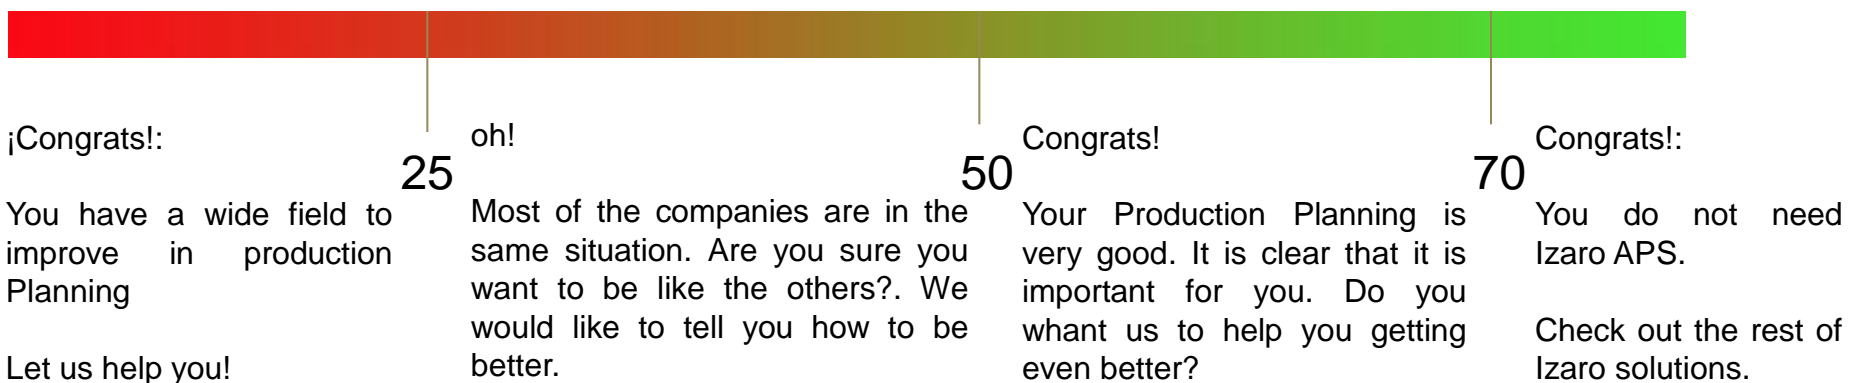 ¡Congrats!:
You have a wide field to
improve in production
Planning
Let us help you!
25
oh!
Most of the companies are in the
same situation. Are you sure you
want to be like the others?. We
would like to tell you how to be
better.
50
Congrats!
Your Production Planning is
very good. It is clear that it is
important for you. Do you
whant us to help you getting
even better?
70
Congrats!:
You do not need
Izaro APS.
Check out the rest of
Izaro solutions.